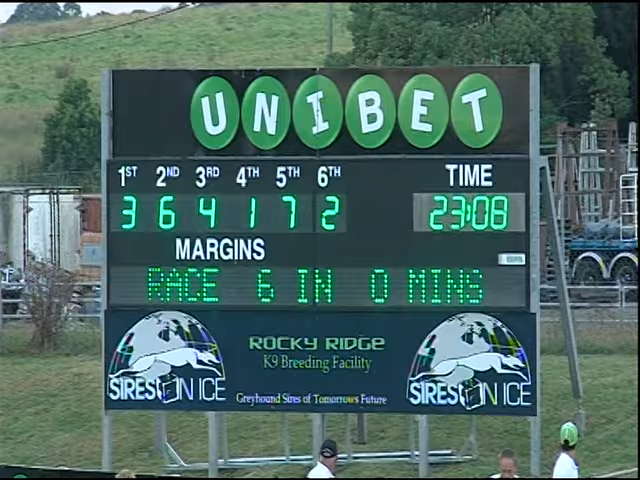 UNIBET
1ST 2ND 3RD 4TH 5TH 6TH TIME
3 6 4 1 7 2 23:08
MARGINS
RACE 6 IN 0 MINS
ROCKY RIDGE
K9 Breeding Facility
SIRES ON ICE
SIRES ON ICE
Greyhound Sires of Tomorrows Future